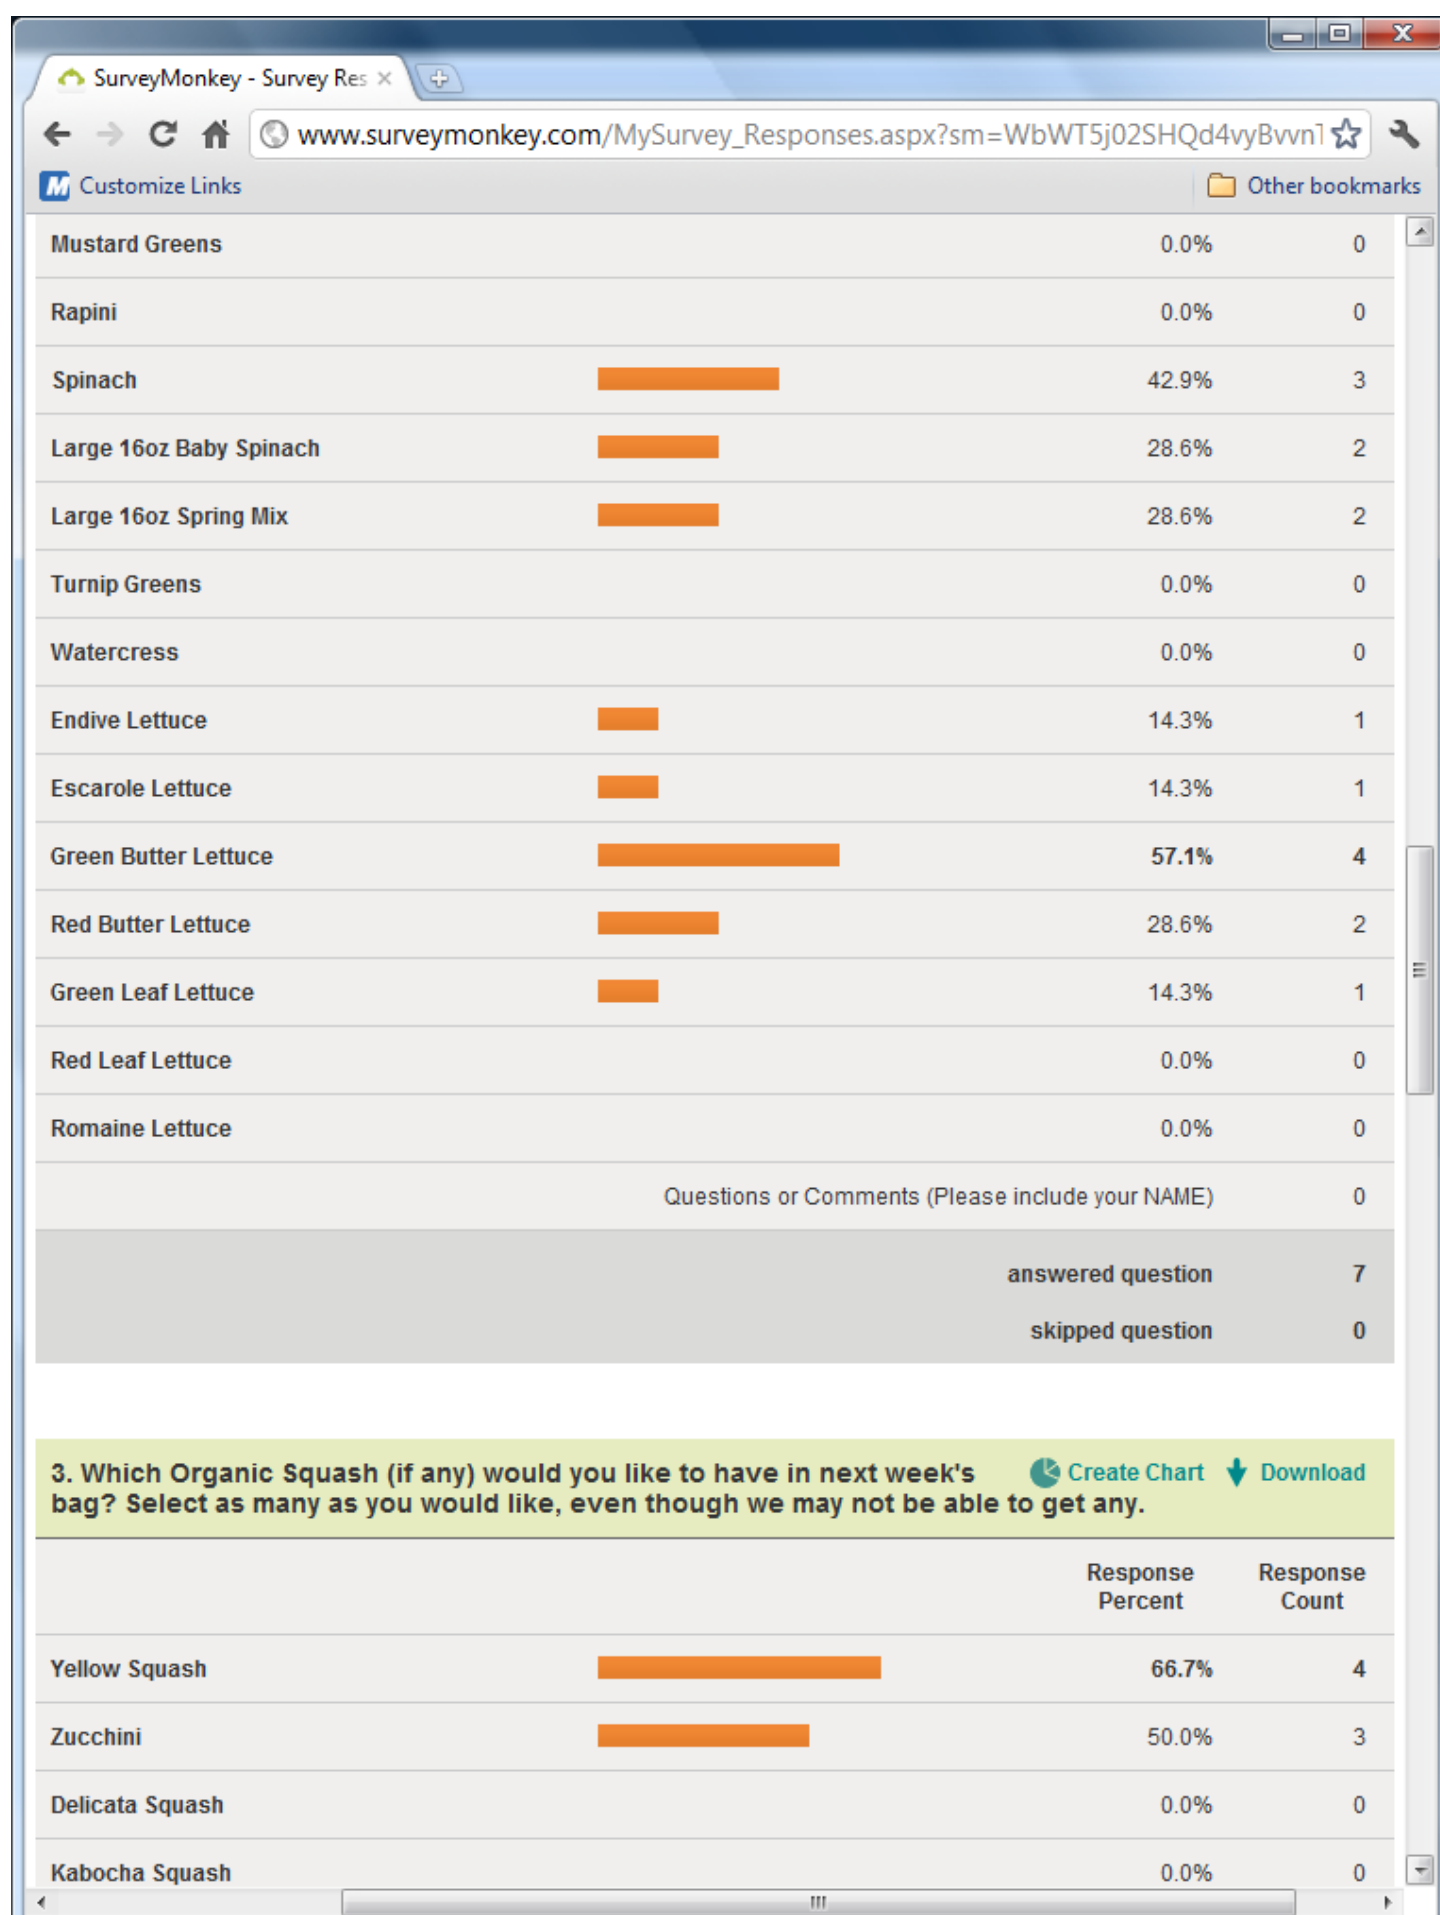 SurveyMonkey - Survey Res
www.surveymonkey.com/MySurvey_Responses.aspx?sm=WbWT5j02SHQd4vyBvvn
Customize Links Other bookmarks
Mustard Greens 0.0% 0
Rapini 0.0% 0
Spinach 42.9% 3
Large 16oz Baby Spinach 28.6% 2
Large 16oz Spring Mix 28.6% 2
Turnip Greens 0.0% 0
Watercress 0.0% 0
Endive Lettuce 14.3% 1
Escarole Lettuce 14.3% 1
Green Butter Lettuce 57.1% 4
Red Butter Lettuce 28.6% 2
Green Leaf Lettuce 14.3% 1
Red Leaf Lettuce 0.0% 0
Romaine Lettuce 0.0% 0
Questions or Comments (Please include your NAME) 0
answered question 7
skipped question 0
3. Which Organic Squash (if any) would you like to have in next week's Create Chart Download
bag? Select as many as you would like, even though we may not be able to get any.
Response Response
Percent Count
Yellow Squash 66.7% 4
Zucchini 50.0% 3
Delicata Squash 0.0% 0
Kabocha Squash 0.0% 0